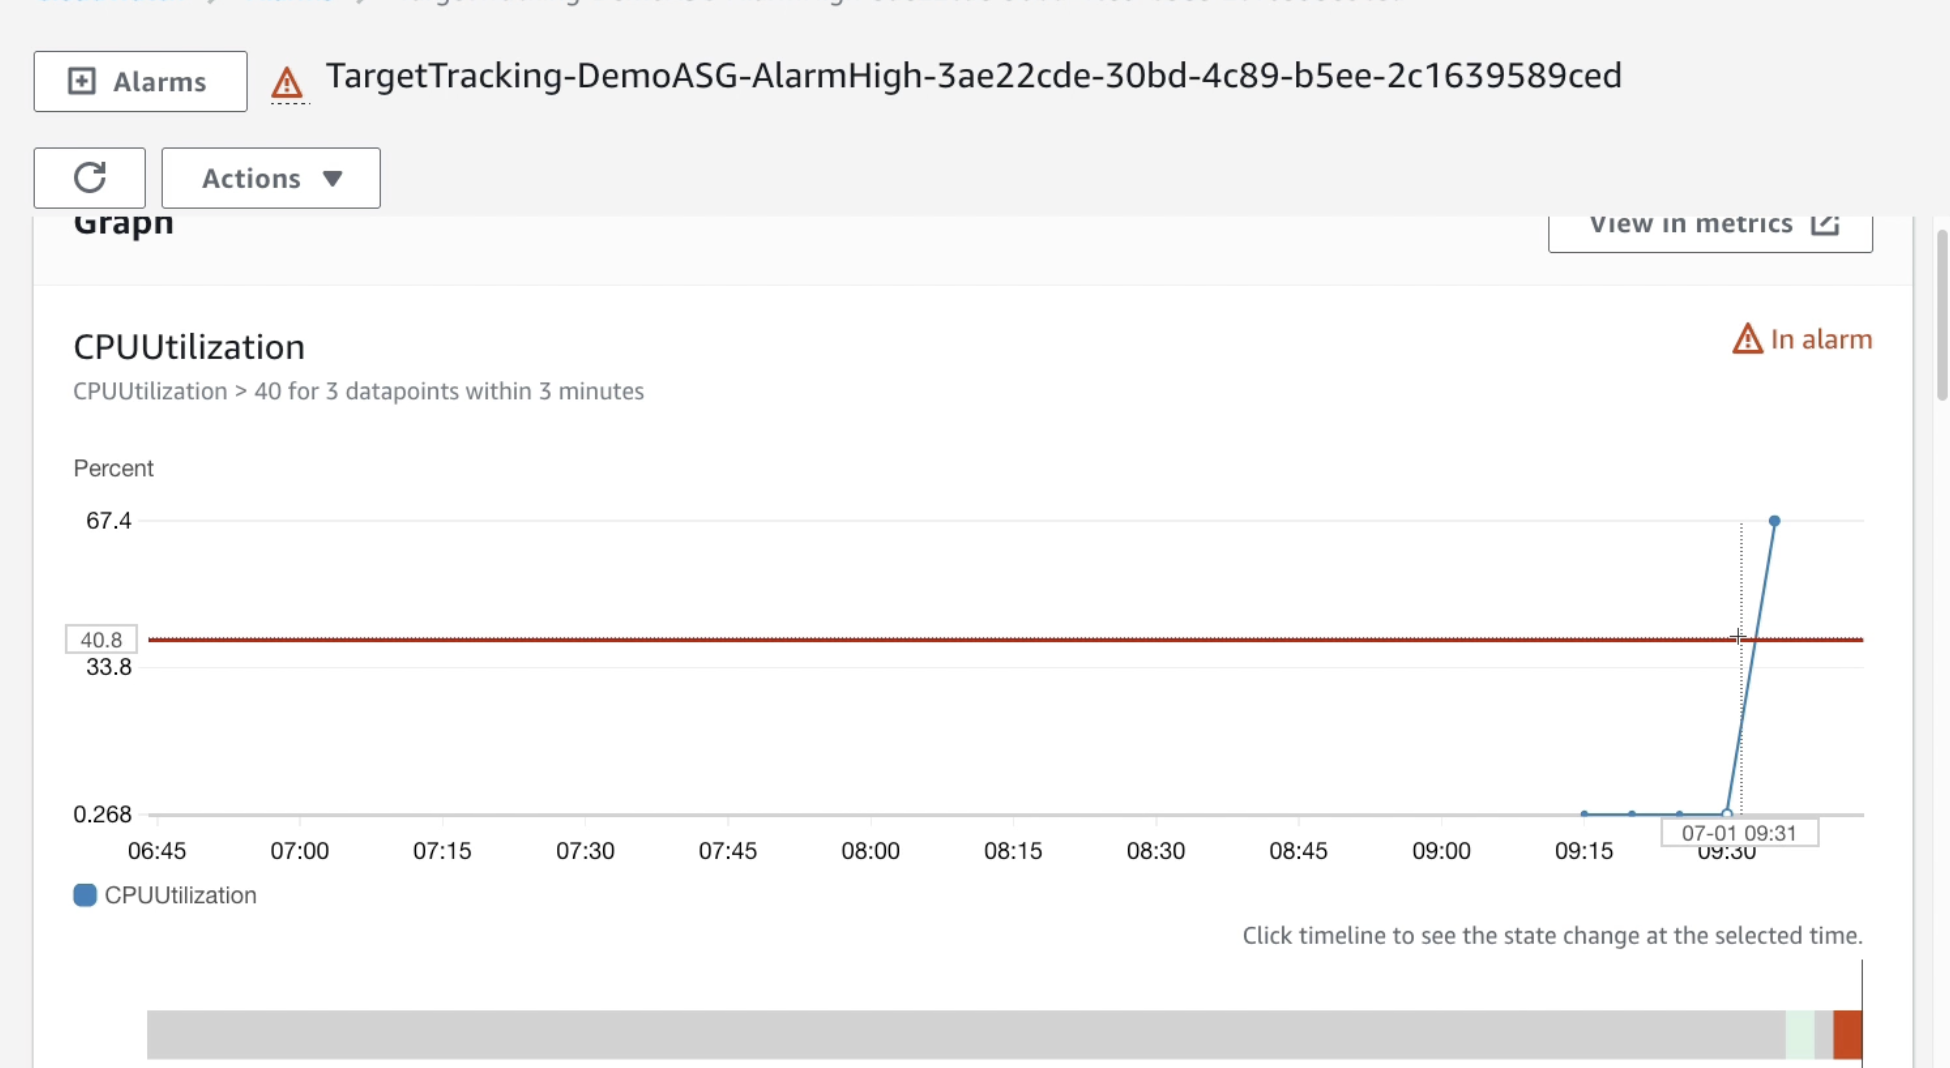 Alarms
TargetTracking-DemoASG-AlarmHigh-3ae22cde-30bd-4c89-b5ee-2c1639589ced
Actions
Graph
View in metrics
CPUUtilization
In alarm
CPUUtilization > 40 for 3 datapoints within 3 minutes
Percent
67.4
40.8
33.8
0.268
07-01 09:31
06:45 07:00 07:15 07:30 07:45 08:00 08:15 08:30 08:45 09:00 09:15 09:30
CPUUtilization
Click timeline to see the state change at the selected time.